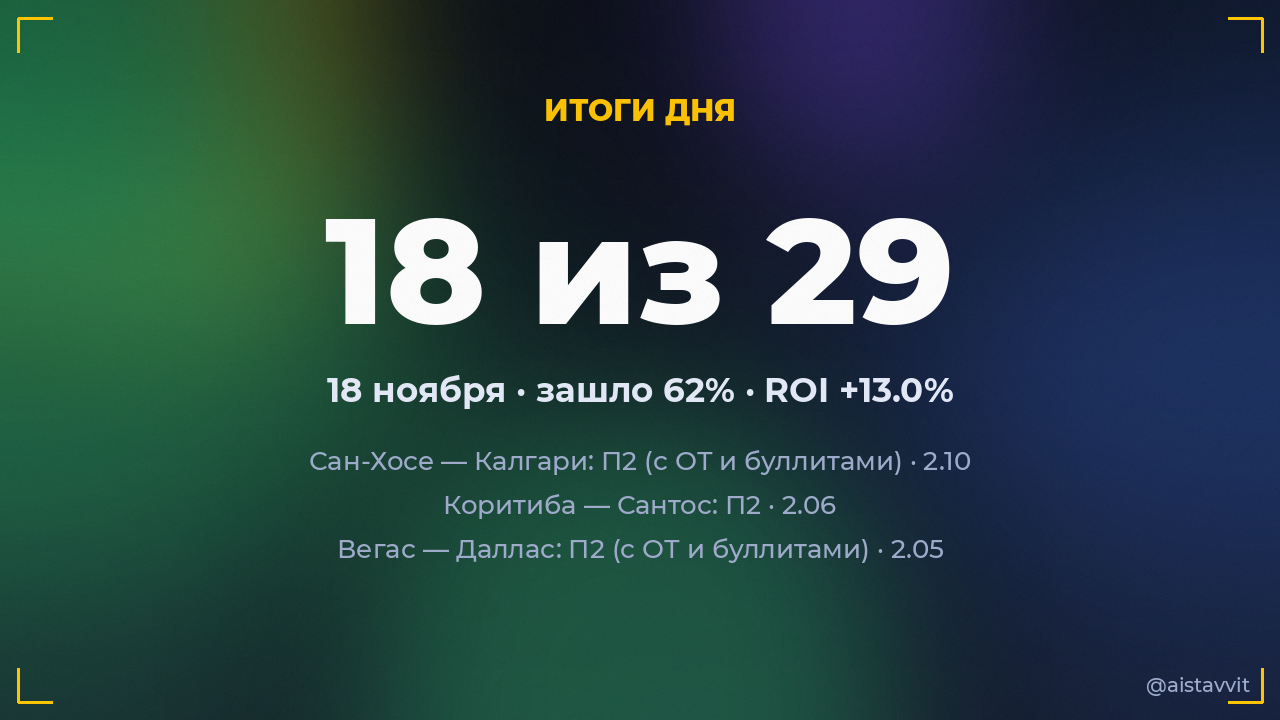 ИТОГИ ДНЯ
18 из 29
18 ноября · зашло 62% · ROI +13.0%
Сан-Хосе — Калгари: П2 (с ОТ и буллитами) · 2.10
Коритиба — Сантос: П2 · 2.06
Вегас — Даллас: П2 (с ОТ и буллитами) · 2.05
@aistavvit